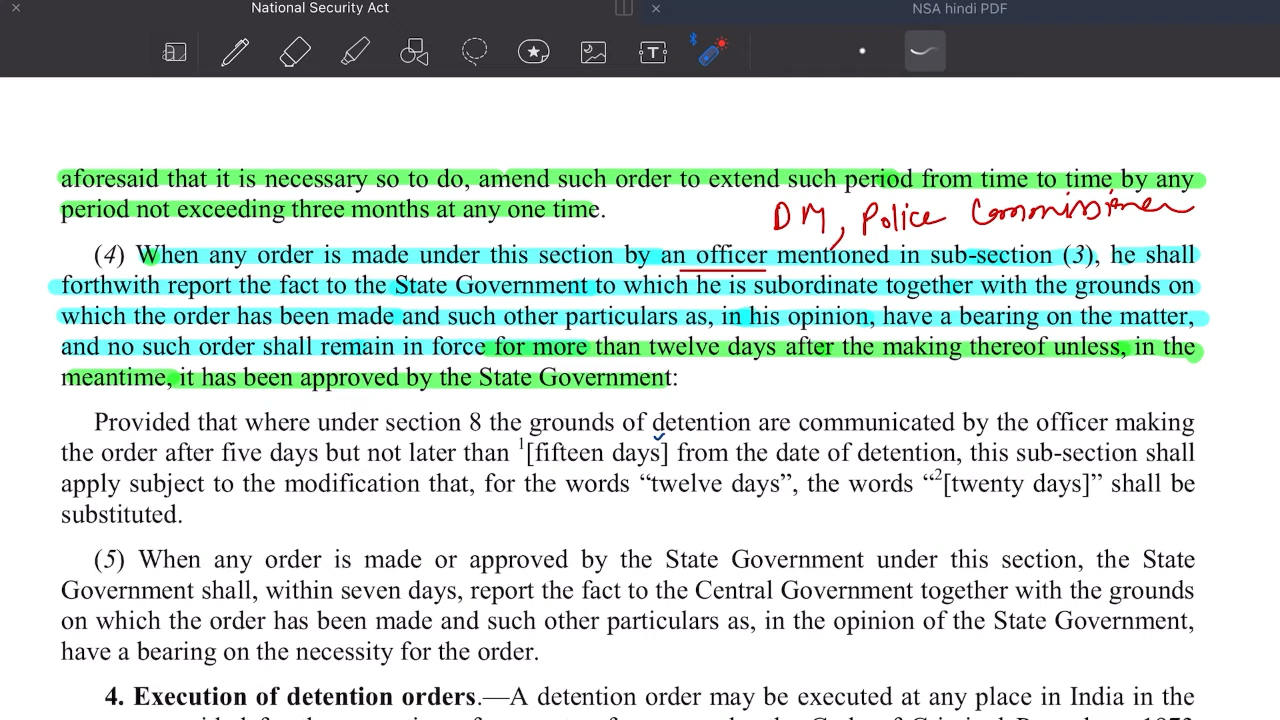 National Security Act
NSA hindi PDF
aforesaid that it is necessary so to do, amend such order to extend such period from time to time by any
period not exceeding three months at any one time.
DM, Police Commissioner
(4) When any order is made under this section by an officer mentioned in sub-section (3), he shall
forthwith report the fact to the State Government to which he is subordinate together with the grounds on
which the order has been made and such other particulars as, in his opinion, have a bearing on the matter,
and no such order shall remain in force for more than twelve days after the making thereof unless, in the
meantime, it has been approved by the State Government:
Provided that where under section 8 the grounds of detention are communicated by the officer making
the order after five days but not later than 1[fifteen days] from the date of detention, this sub-section shall
apply subject to the modification that, for the words “twelve days”, the words “2[twenty days]” shall be
substituted.
(5) When any order is made or approved by the State Government under this section, the State
Government shall, within seven days, report the fact to the Central Government together with the grounds
on which the order has been made and such other particulars as, in the opinion of the State Government,
have a bearing on the necessity for the order.
4. Execution of detention orders.—A detention order may be executed at any place in India in the